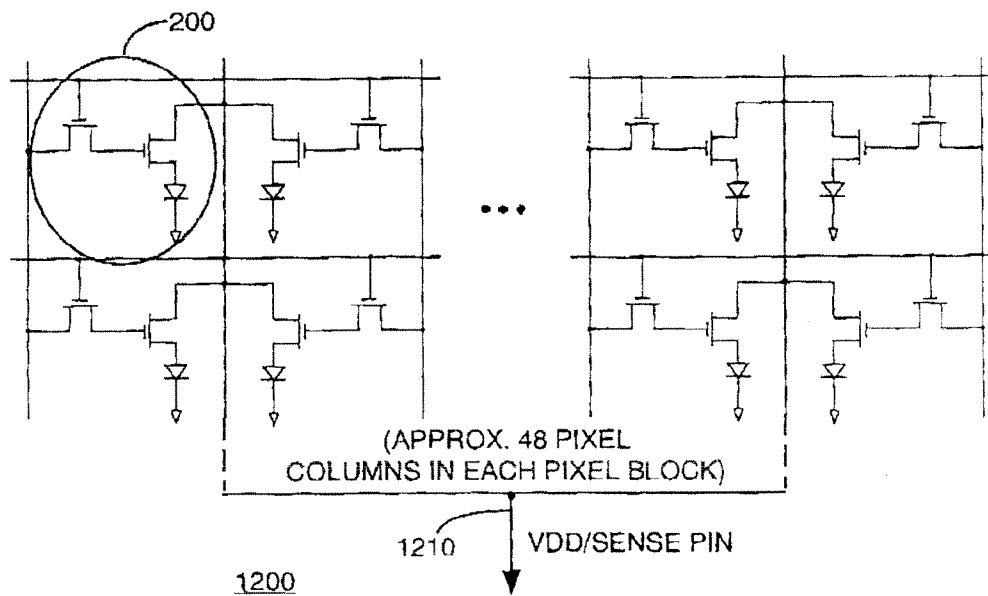 200
(APPROX. 48 PIXEL
COLUMNS IN EACH PIXEL BLOCK)
1210
VDD/SENSE PIN
1200